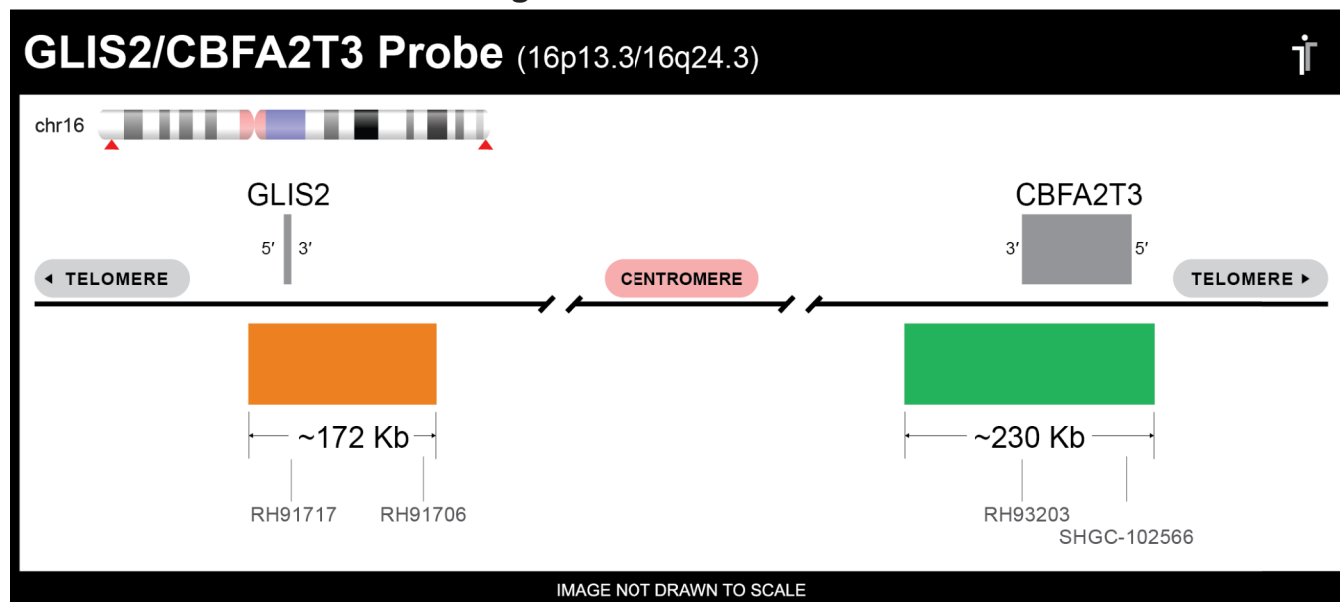 GLIS2/CBFA2T3 Probe (16p13.3/16q24.3)
chr16
GLIS2 CBFA2T3
5′ 3′ 3′ 5′
◂ TELOMERE CENTROMERE TELOMERE ▸
~172 Kb ~230 Kb
RH91717 RH91706 RH93203
SHGC-102566
IMAGE NOT DRAWN TO SCALE